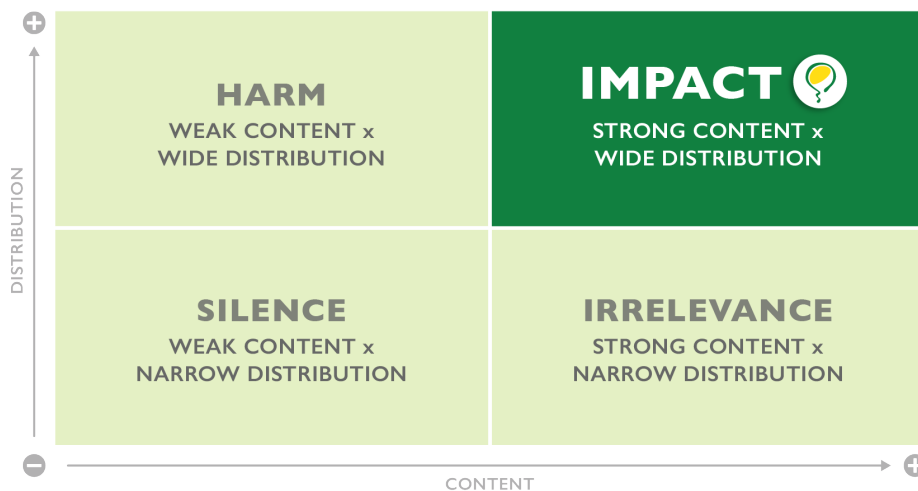 HARM
WEAK CONTENT x
WIDE DISTRIBUTION
IMPACT
STRONG CONTENT x
WIDE DISTRIBUTION
DISTRIBUTION
SILENCE
WEAK CONTENT x
NARROW DISTRIBUTION
IRRELEVANCE
STRONG CONTENT x
NARROW DISTRIBUTION
CONTENT